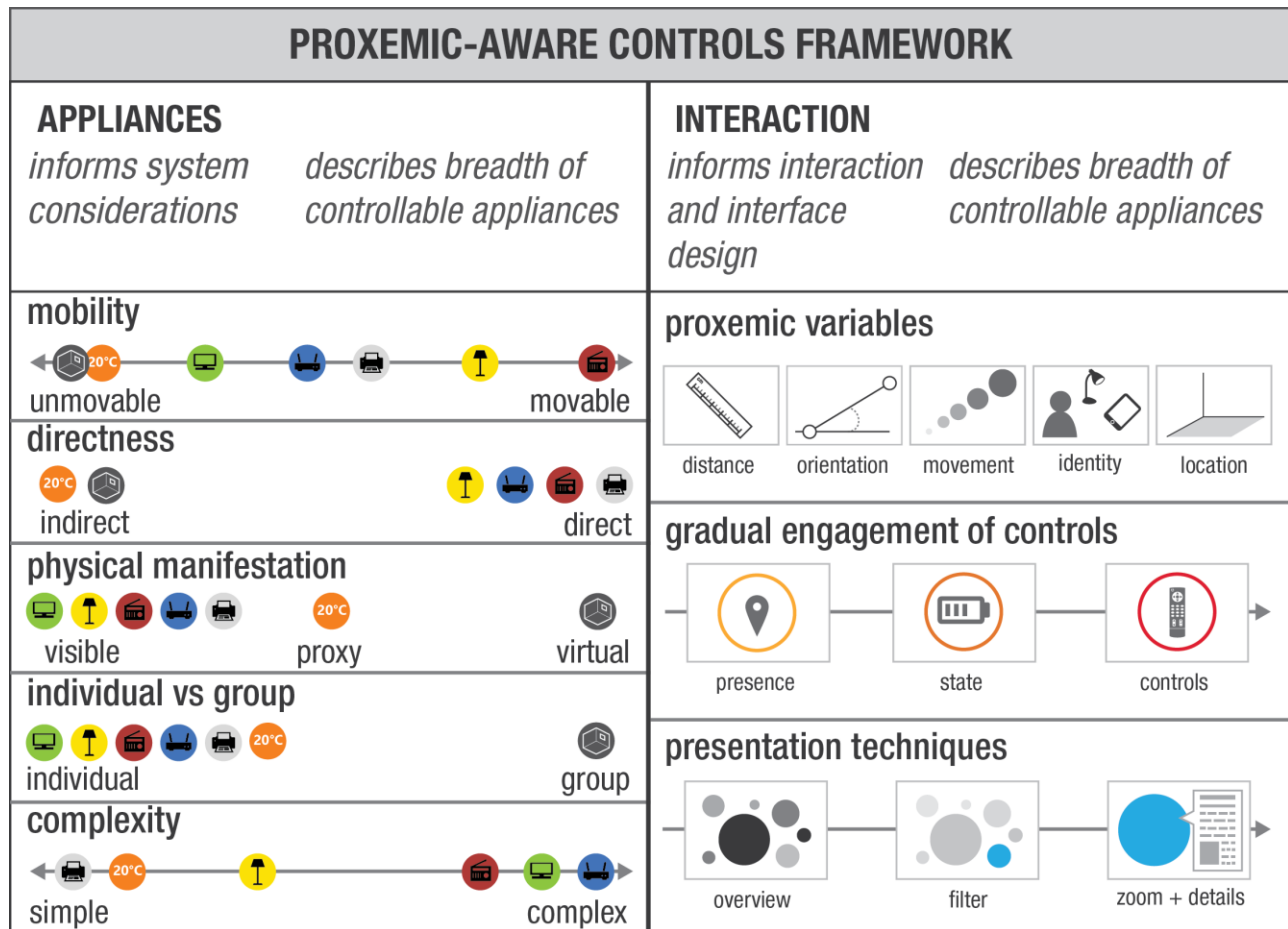 PROXEMIC-AWARE CONTROLS FRAMEWORK
APPLIANCES
informs system
considerations
describes breadth of
controllable appliances
INTERACTION
informs interaction
and interface
design
describes breadth of
controllable appliances
mobility
20°C
unmovable
movable
directness
20°C
indirect
direct
physical manifestation
20°C
visible
proxy
virtual
individual vs group
20°C
individual
group
complexity
20°C
simple
complex
proxemic variables
distance
orientation
movement
identity
location
gradual engagement of controls
presence
state
controls
presentation techniques
overview
filter
zoom + details